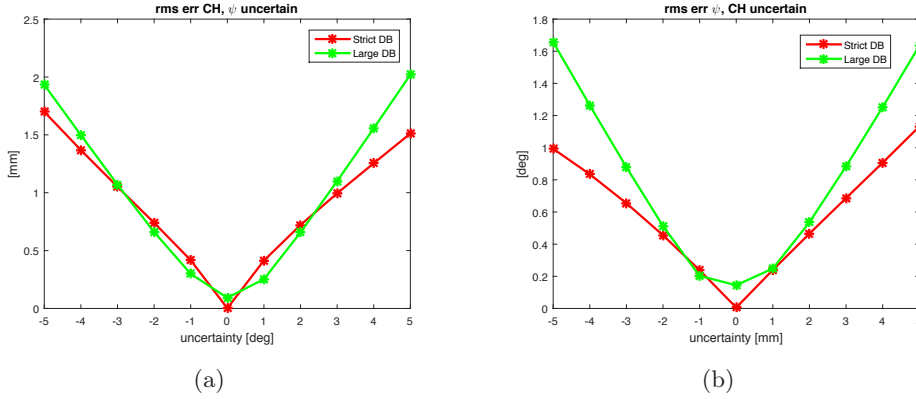 rms err CH, ψ uncertain
2.5
2
1.5
1
0.5
0
[mm]
Strict DB
Large DB
-5 -4 -3 -2 -1 0 1 2 3 4 5
uncertainty [deg]
(a)
rms err ψ, CH uncertain
1.8
1.6
1.4
1.2
1
0.8
0.6
0.4
0.2
0
[deg]
Strict DB
Large DB
-5 -4 -3 -2 -1 0 1 2 3 4
uncertainty [mm]
(b)